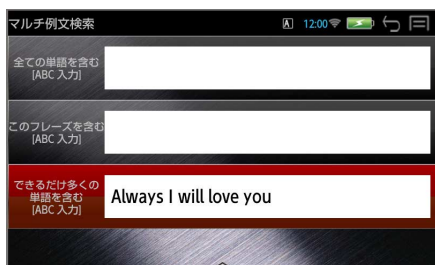 マルチ例文検索
A 12:00
全ての単語を含む
[ABC 入力]
このフレーズを含む
[ABC 入力]
できるだけ多くの
単語を含む
[ABC 入力]
Always I will love you